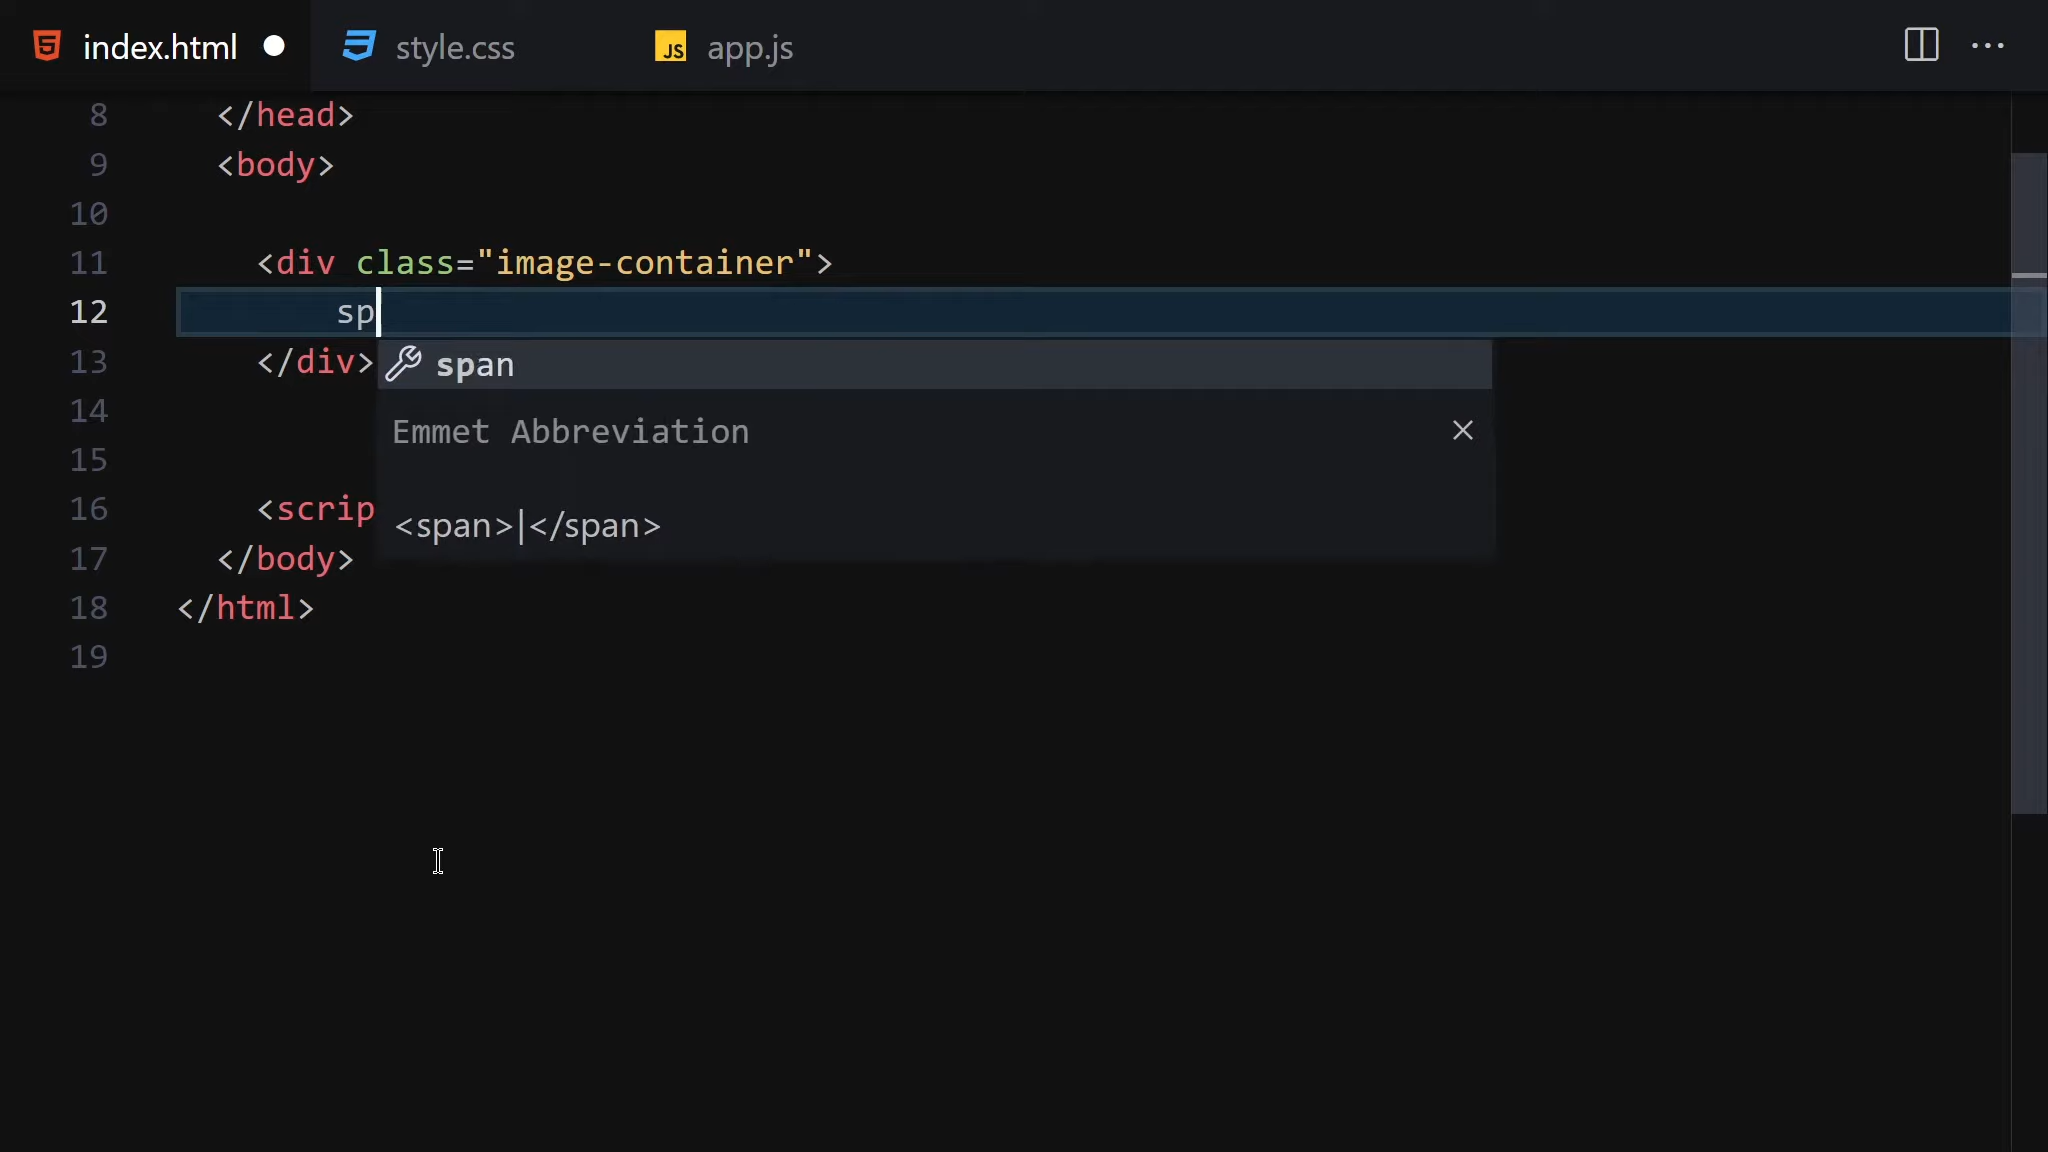 index.html style.css JS app.js ...
8 </head>
9 <body>
10
11 <div class="image-container">
12 sp
13 </div> span
14 Emmet Abbreviation
15
16 <scrip <span>|</span>
17 </body>
18 </html>
19